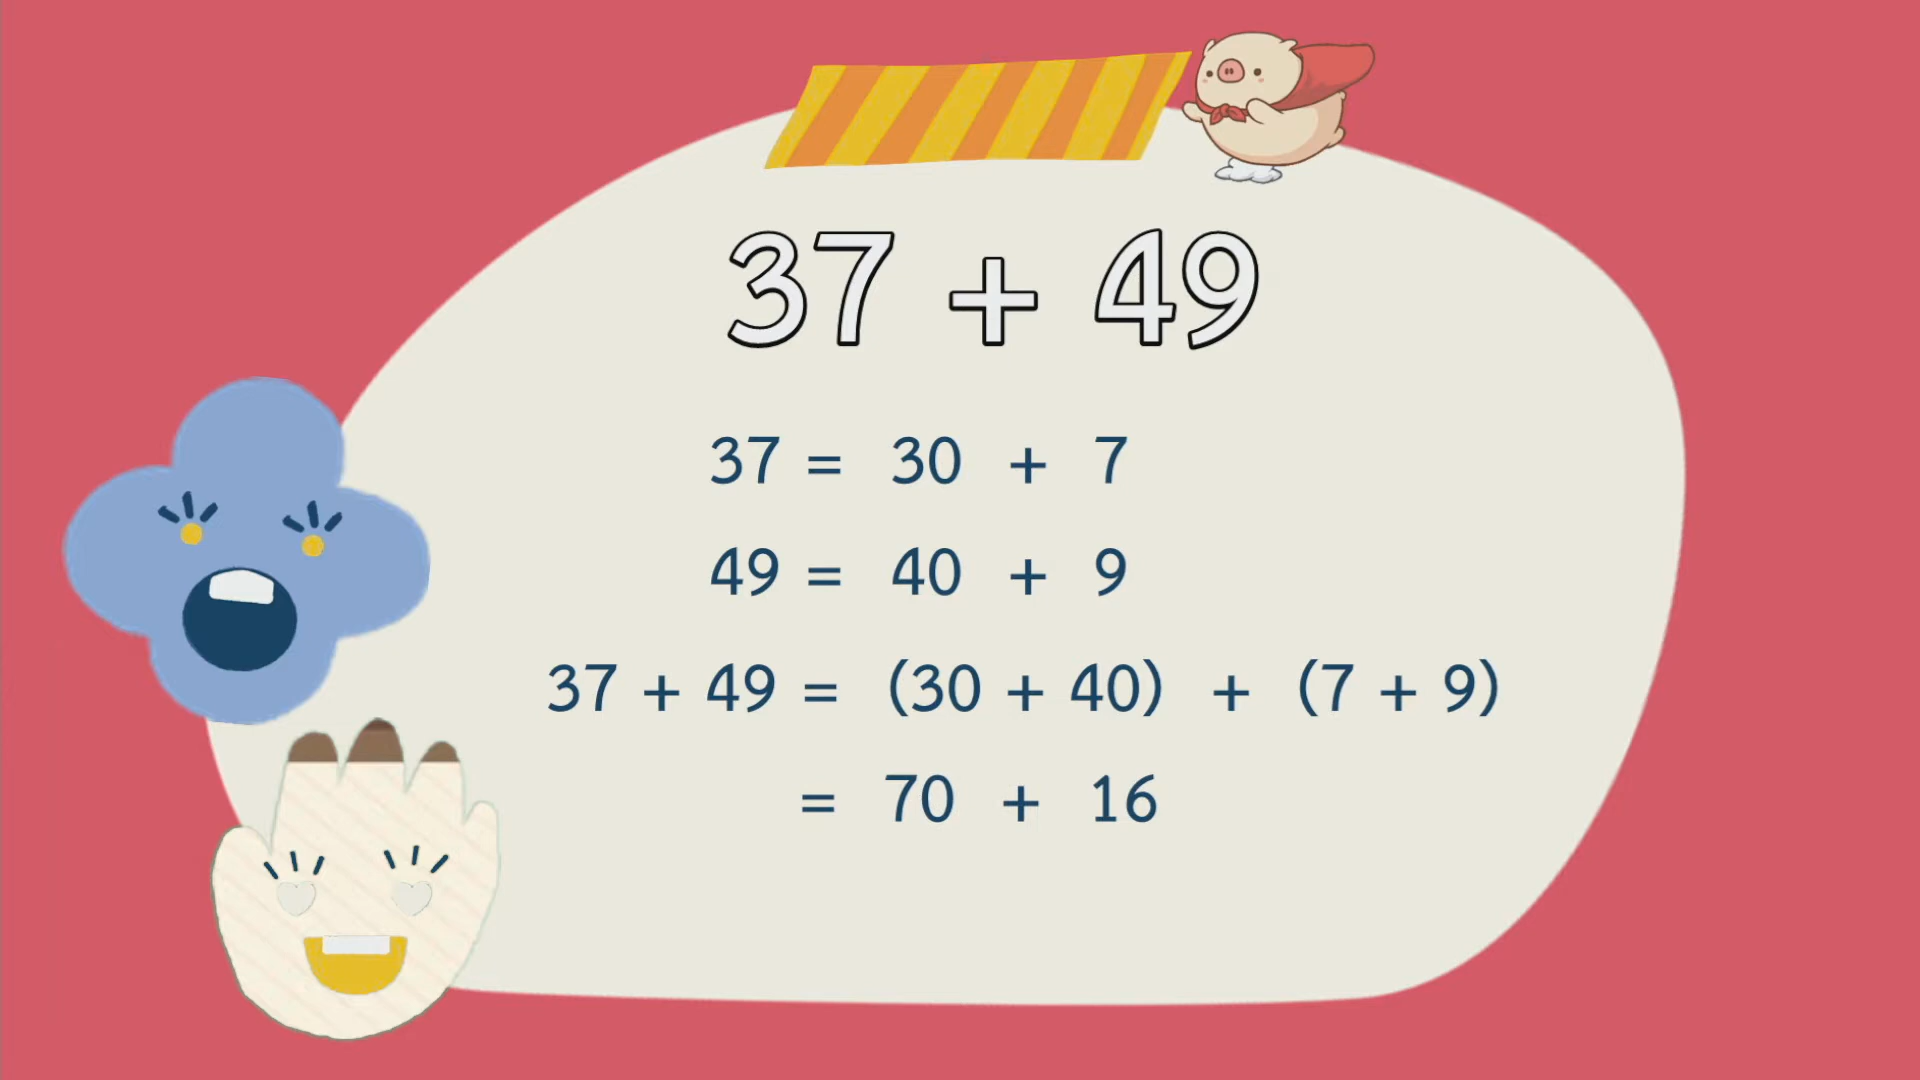 37 + 49
37 = 30 + 7
49 = 40 + 9
37 + 49 = (30 + 40) + (7 + 9)
= 70 + 16